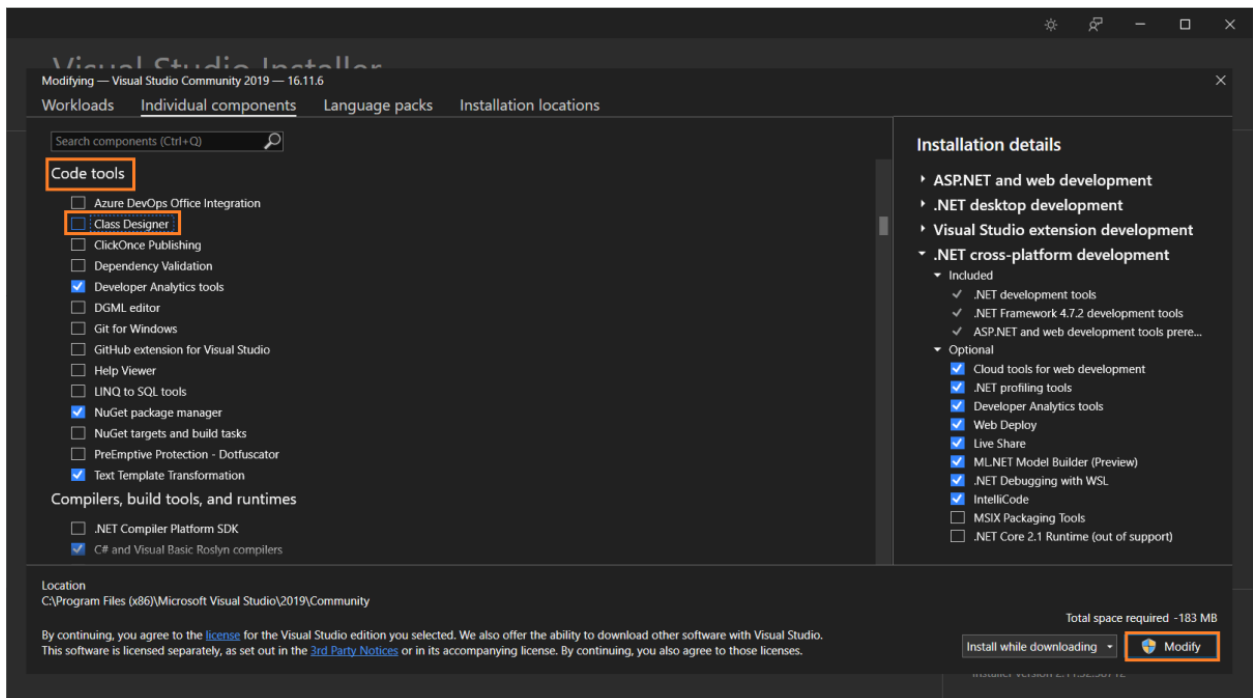 Visual Studio Installer
Modifying — Visual Studio Community 2019 — 16.11.6
Workloads Individual components Language packs Installation locations
Search components (Ctrl+Q)
Code tools
Azure DevOps Office Integration
Class Designer
ClickOnce Publishing
Dependency Validation
Developer Analytics tools
DGML editor
Git for Windows
GitHub extension for Visual Studio
Help Viewer
LINQ to SQL tools
NuGet package manager
NuGet targets and build tasks
PreEmptive Protection - Dotfuscator
Text Template Transformation
Compilers, build tools, and runtimes
.NET Compiler Platform SDK
C# and Visual Basic Roslyn compilers
Installation details
ASP.NET and web development
.NET desktop development
Visual Studio extension development
.NET cross-platform development
Included
.NET development tools
.NET Framework 4.7.2 development tools
ASP.NET and web development tools prere...
Optional
Cloud tools for web development
.NET profiling tools
Developer Analytics tools
Web Deploy
Live Share
ML.NET Model Builder (Preview)
.NET Debugging with WSL
IntelliCode
MSIX Packaging Tools
.NET Core 2.1 Runtime (out of support)
Location
C:\Program Files (x86)\Microsoft Visual Studio\2019\Community
By continuing, you agree to the license for the Visual Studio edition you selected. We also offer the ability to download other software with Visual Studio.
This software is licensed separately, as set out in the 3rd Party Notices or in its accompanying license. By continuing, you also agree to those licenses.
Total space required -183 MB
Install while downloading Modify